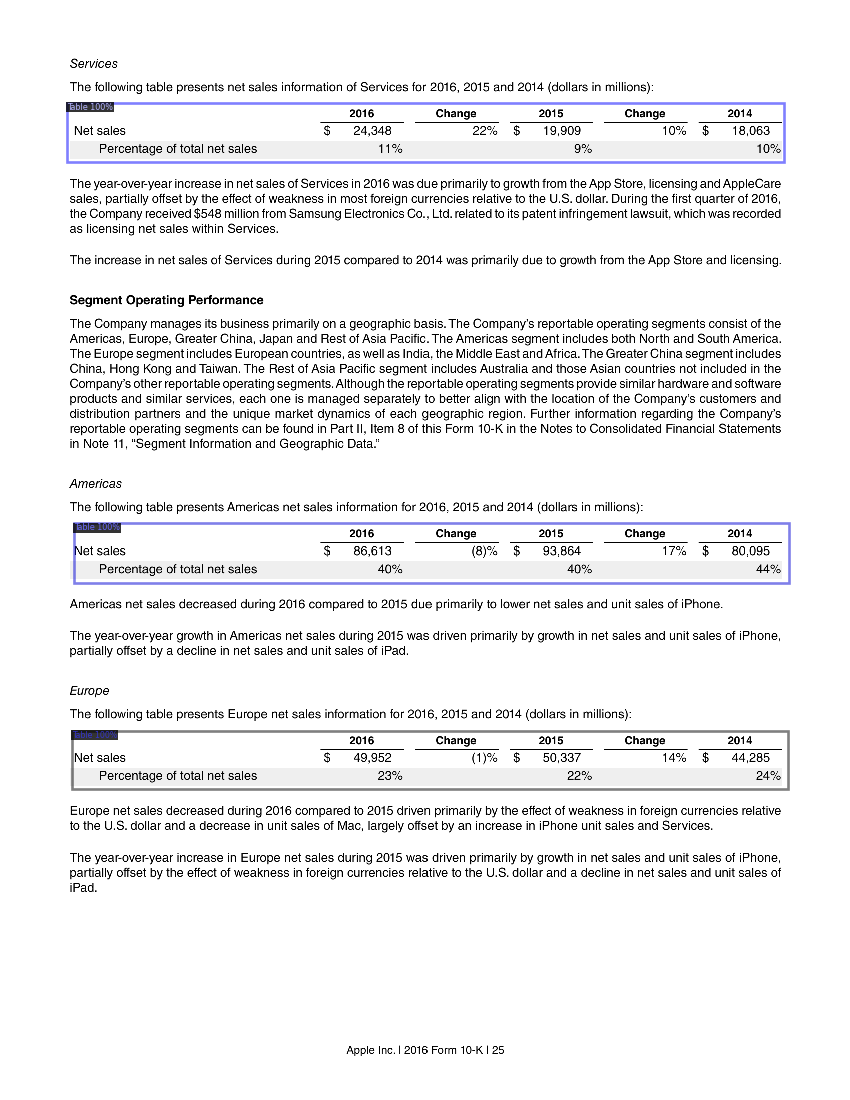 Services
The following table presents net sales information of Services for 2016, 2015 and 2014 (dollars in millions):
Table 100%
2016 Change 2015 Change 2014
Net sales $ 24,348 22% $ 19,909 10% $ 18,063
Percentage of total net sales 11% 9% 10%
The year-over-year increase in net sales of Services in 2016 was due primarily to growth from the App Store, licensing and AppleCare
sales, partially offset by the effect of weakness in most foreign currencies relative to the U.S. dollar. During the first quarter of 2016,
the Company received $548 million from Samsung Electronics Co., Ltd. related to its patent infringement lawsuit, which was recorded
as licensing net sales within Services.
The increase in net sales of Services during 2015 compared to 2014 was primarily due to growth from the App Store and licensing.
Segment Operating Performance
The Company manages its business primarily on a geographic basis. The Company's reportable operating segments consist of the
Americas, Europe, Greater China, Japan and Rest of Asia Pacific. The Americas segment includes both North and South America.
The Europe segment includes European countries, as well as India, the Middle East and Africa. The Greater China segment includes
China, Hong Kong and Taiwan. The Rest of Asia Pacific segment includes Australia and those Asian countries not included in the
Company's other reportable operating segments. Although the reportable operating segments provide similar hardware and software
products and similar services, each one is managed separately to better align with the location of the Company's customers and
distribution partners and the unique market dynamics of each geographic region. Further information regarding the Company's
reportable operating segments can be found in Part II, Item 8 of this Form 10-K in the Notes to Consolidated Financial Statements
in Note 11, "Segment Information and Geographic Data."
Americas
The following table presents Americas net sales information for 2016, 2015 and 2014 (dollars in millions):
Table 100%
2016 Change 2015 Change 2014
Net sales $ 86,613 (8)% $ 93,864 17% $ 80,095
Percentage of total net sales 40% 40% 44%
Americas net sales decreased during 2016 compared to 2015 due primarily to lower net sales and unit sales of iPhone.
The year-over-year growth in Americas net sales during 2015 was driven primarily by growth in net sales and unit sales of iPhone,
partially offset by a decline in net sales and unit sales of iPad.
Europe
The following table presents Europe net sales information for 2016, 2015 and 2014 (dollars in millions):
Table 100%
2016 Change 2015 Change 2014
Net sales $ 49,952 (1)% $ 50,337 14% $ 44,285
Percentage of total net sales 23% 22% 24%
Europe net sales decreased during 2016 compared to 2015 driven primarily by the effect of weakness in foreign currencies relative
to the U.S. dollar and a decrease in unit sales of Mac, largely offset by an increase in iPhone unit sales and Services.
The year-over-year increase in Europe net sales during 2015 was driven primarily by growth in net sales and unit sales of iPhone,
partially offset by the effect of weakness in foreign currencies relative to the U.S. dollar and a decline in net sales and unit sales of
iPad.
Apple Inc. | 2016 Form 10-K | 25